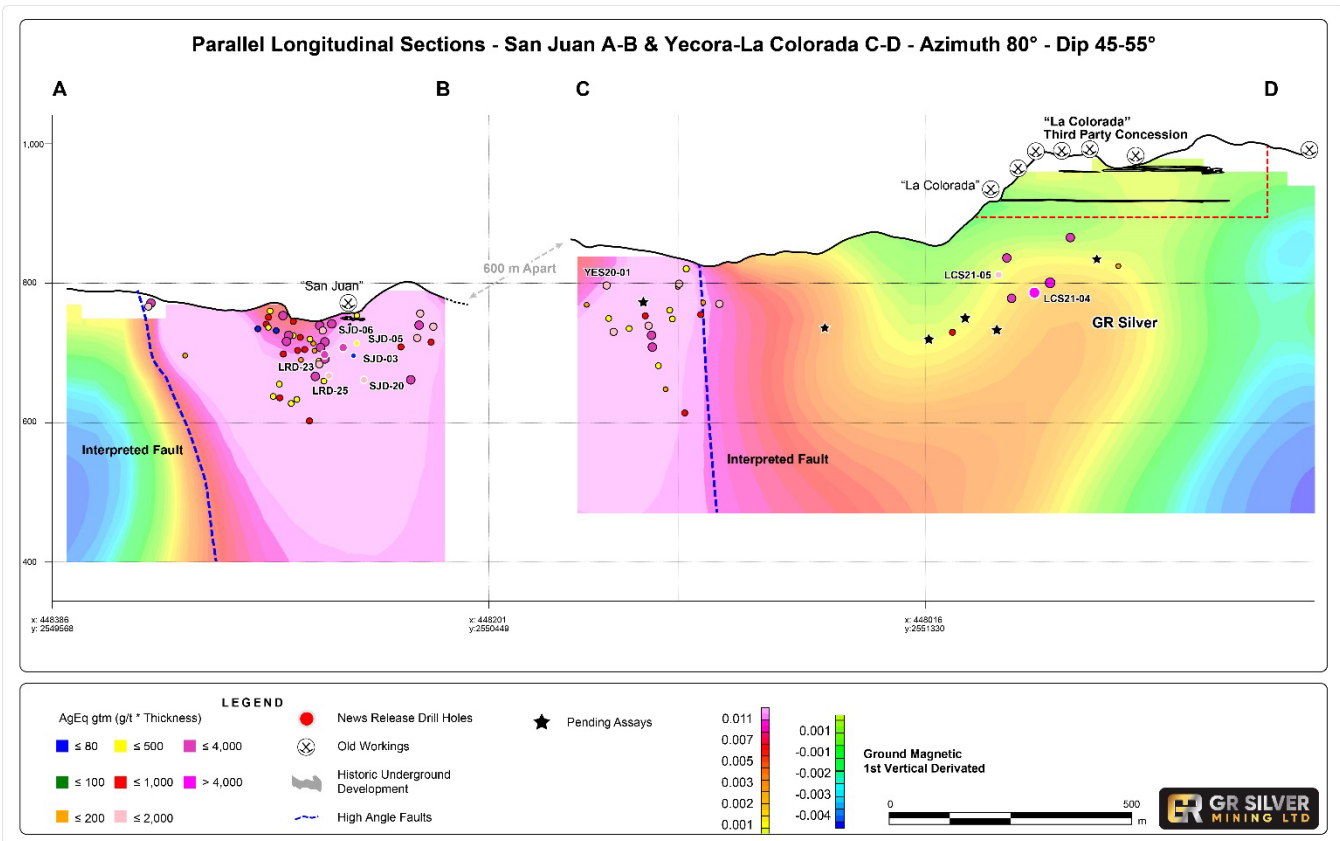 Parallel Longitudinal Sections - San Juan A-B & Yecora-La Colorada C-D - Azimuth 80° - Dip 45-55°
A
B
C
D
"La Colorada"
Third Party Concession
1,000
"La Colorada"
600 m Apart
YES20-01
LCS21-05
LCS21-04
800
"San Juan"
GR Silver
SJD-06
SJD-05
SJD-03
LRD-23
LRD-25
SJD-20
600
Interpreted Fault
Interpreted Fault
400
x: 448386
y: 2549568
x: 448201
y: 2550449
x: 448016
y:2551330
LEGEND
AgEq gtm (g/t * Thickness)
≤ 80
≤ 500
≤ 4,000
≤ 100
≤ 1,000
> 4,000
≤ 200
≤ 2,000
News Release Drill Holes
Old Workings
Historic Underground
Development
High Angle Faults
Pending Assays
0.011
0.007
0.005
0.003
0.002
0.001
0.001
-0.001
-0.002
-0.003
-0.004
Ground Magnetic
1st Vertical Derivated
0
500
m
GR SILVER
MINING LTD